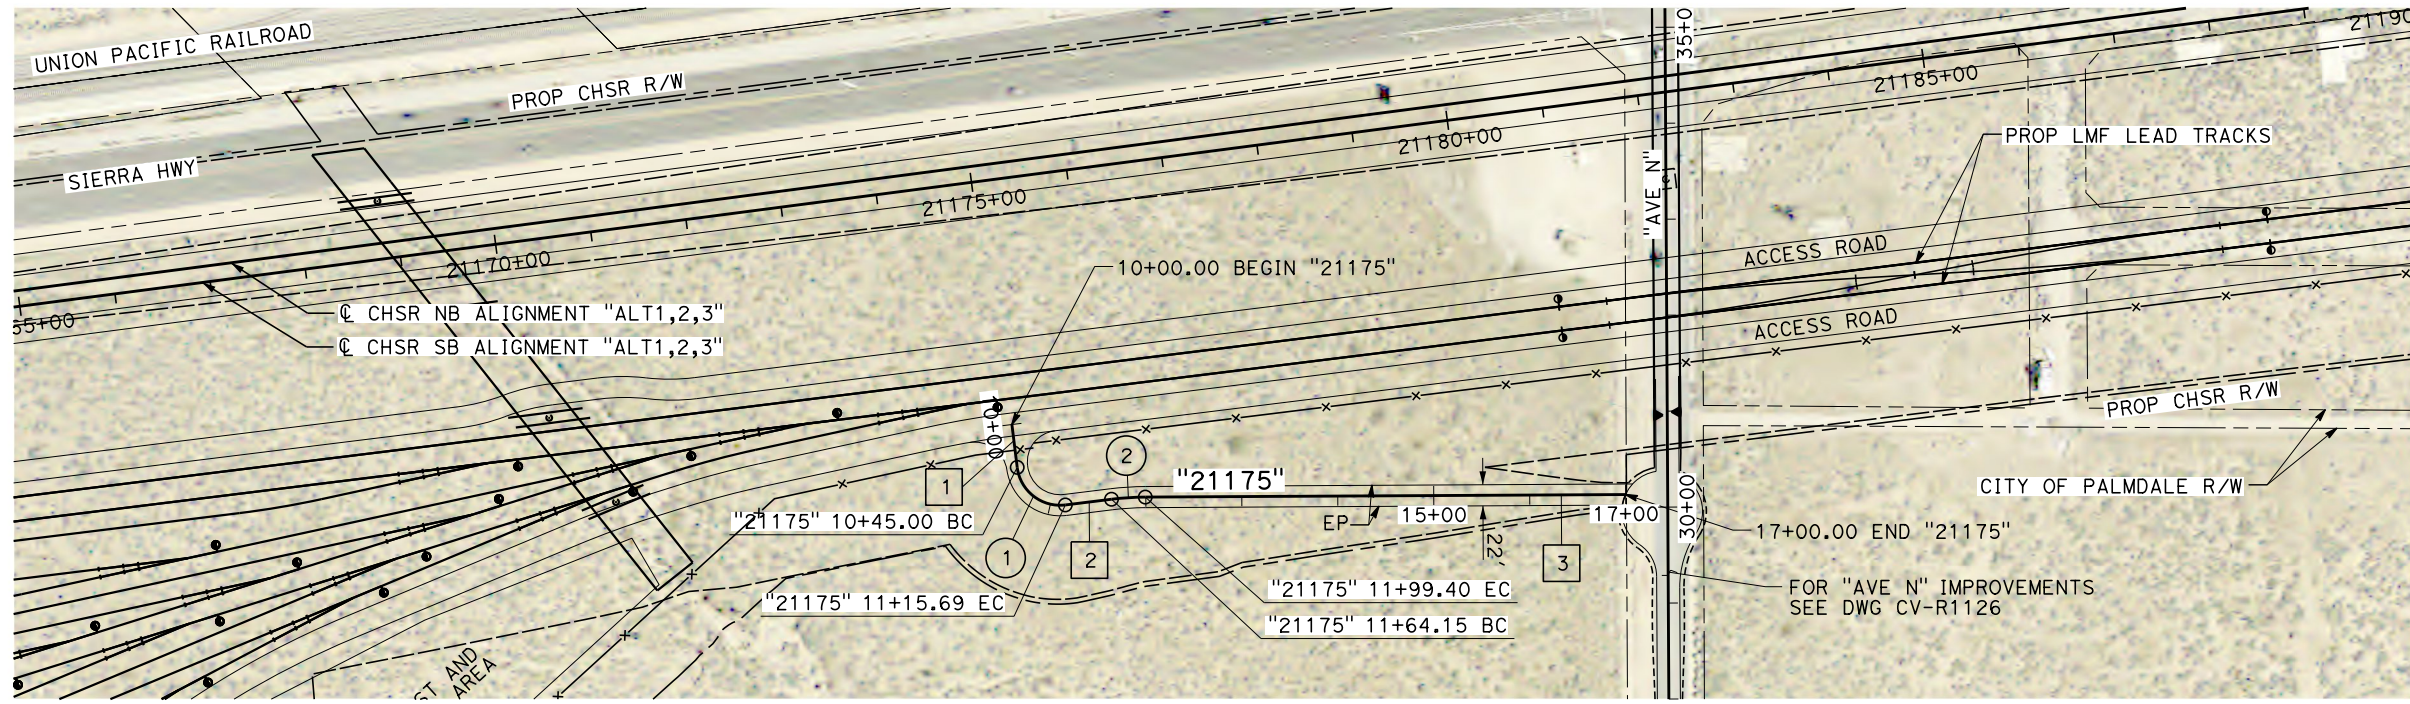 UNION PACIFIC RAILROAD
PROP CHSR R/W
SIERRA HWY
35+0
21190
21185+00
21180+00
21175+00
21170+00
65+00
PROP LMF LEAD TRACKS
"AVE N"
ACCESS ROAD
ACCESS ROAD
10+00.00 BEGIN "21175"
℄ CHSR NB ALIGNMENT "ALT1,2,3"
℄ CHSR SB ALIGNMENT "ALT1,2,3"
10+00
PROP CHSR R/W
CITY OF PALMDALE R/W
1
2
"21175"
"21175" 10+45.00 BC
EP
15+00
17+00
30+00
22'
17+00.00 END "21175"
1
2
3
"21175" 11+99.40 EC
"21175" 11+15.69 EC
"21175" 11+64.15 BC
FOR "AVE N" IMPROVEMENTS
SEE DWG CV-R1126
ST AND
AREA